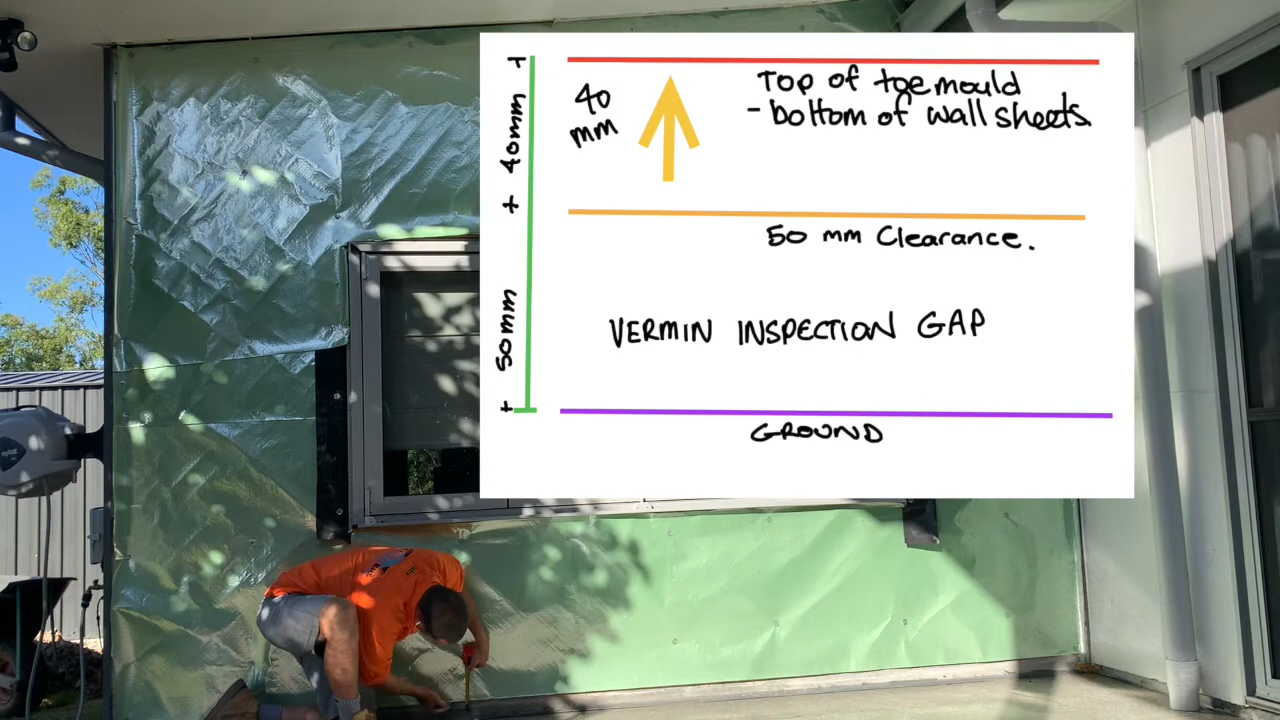 40 mm
Top of toe mould
- bottom of wall sheets.
+ 40mm +
50 mm Clearance.
VERMIN INSPECTION GAP
+ 50mm
GROUND